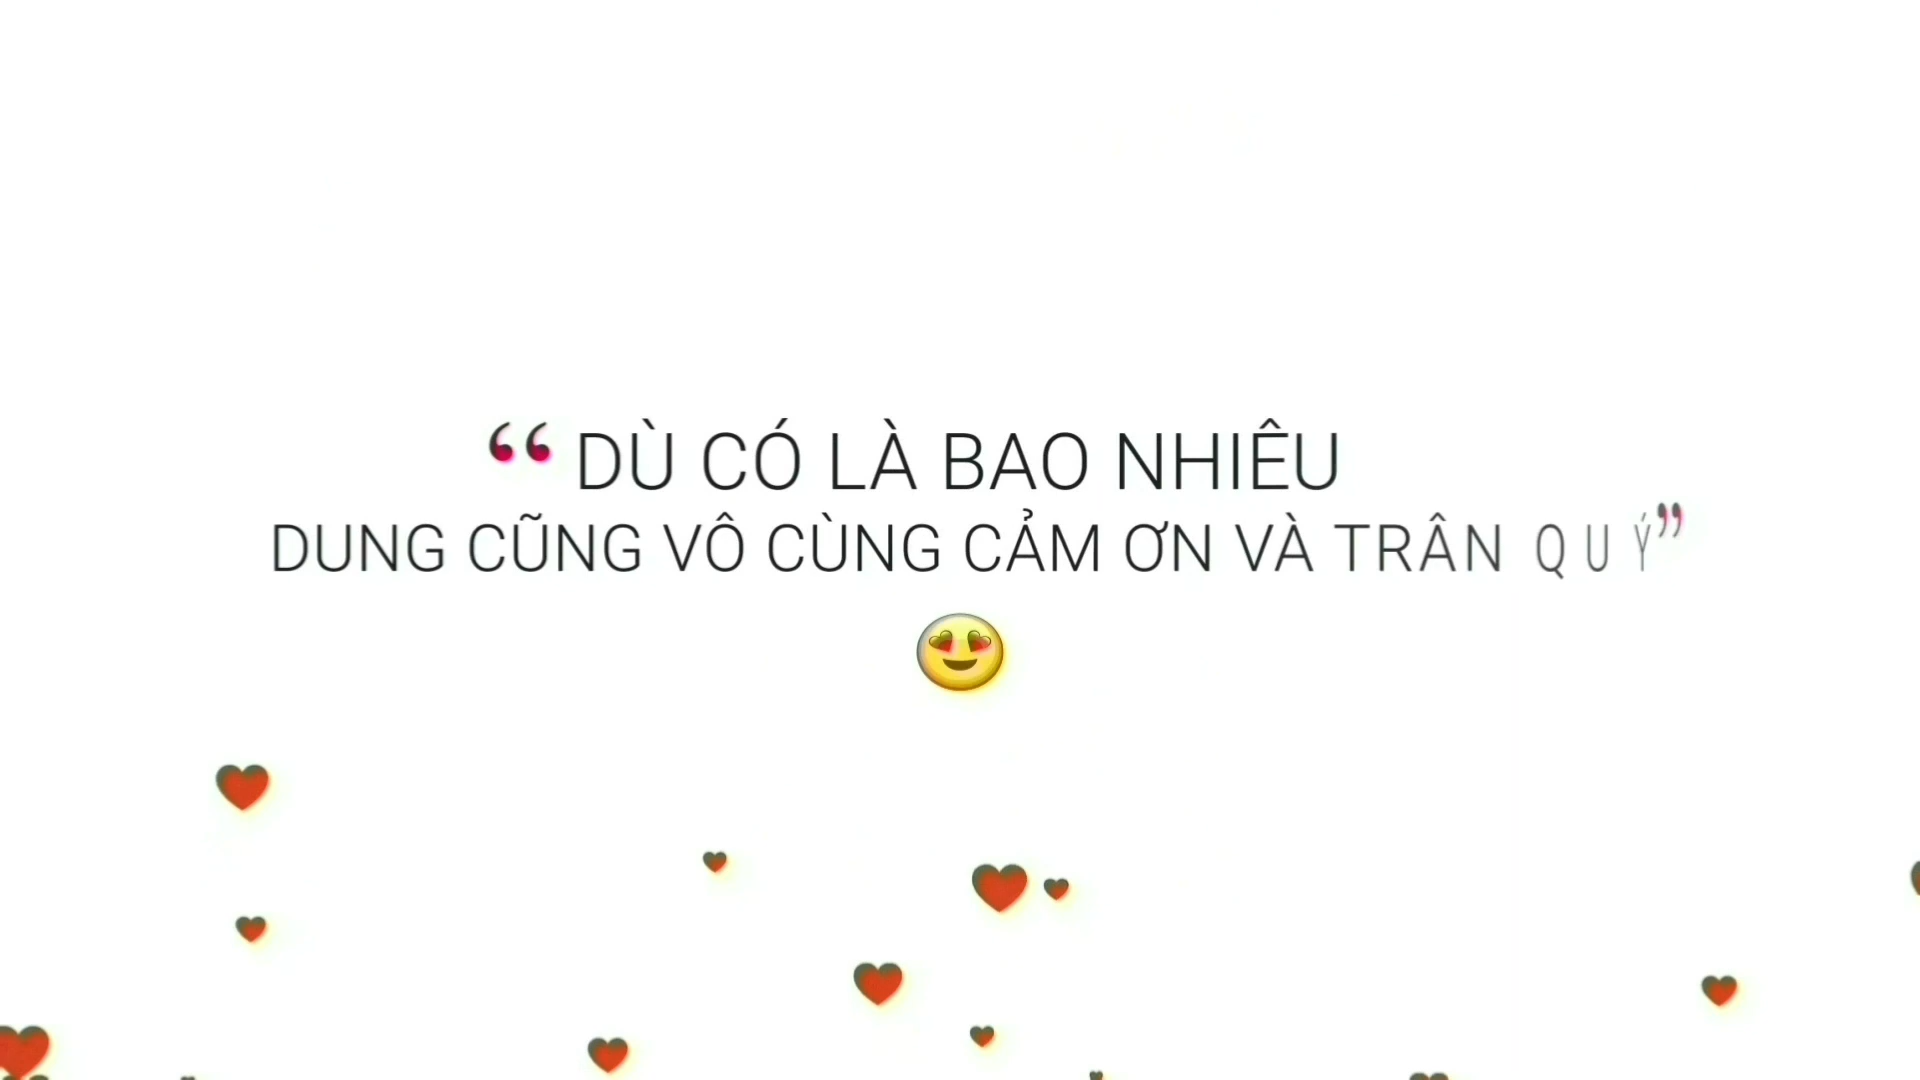 “ DÙ CÓ LÀ BAO NHIÊU
DUNG CŨNG VÔ CÙNG CẢM ƠN VÀ TRÂN QUÝ”